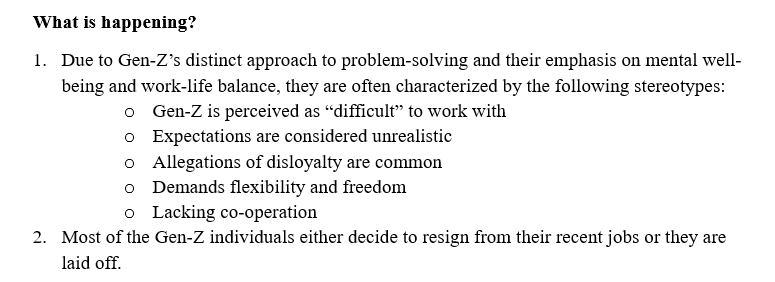 What is happening?
1. Due to Gen-Z’s distinct approach to problem-solving and their emphasis on mental well-
being and work-life balance, they are often characterized by the following stereotypes:
o Gen-Z is perceived as “difficult” to work with
o Expectations are considered unrealistic
o Allegations of disloyalty are common
o Demands flexibility and freedom
o Lacking co-operation
2. Most of the Gen-Z individuals either decide to resign from their recent jobs or they are
laid off.